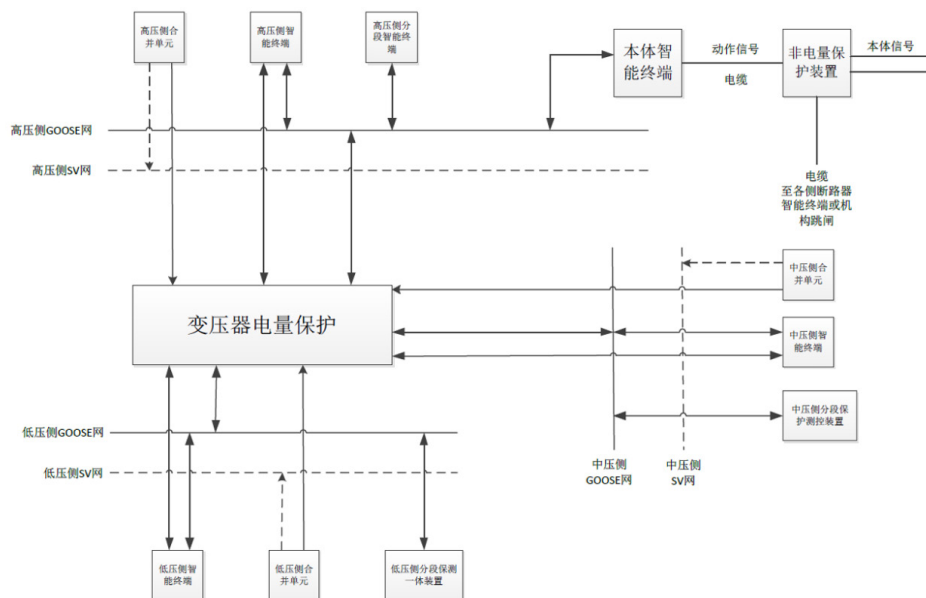 高压侧合
并单元
高压侧智
能终端
高压侧分
段智能终
端
本体智
能终端
动作信号
电缆
非电量保
护装置
本体信号
高压侧GOOSE网
高压侧SV网
电缆
至各侧断路器
智能终端或机
构跳闸
中压侧合
并单元
变压器电量保护
中压侧智
能终端
中压侧分段保
护测控装置
低压侧GOOSE网
低压侧SV网
中压侧
GOOSE网
中压侧
SV网
低压侧智
能终端
低压侧合
并单元
低压侧分段保测
一体装置